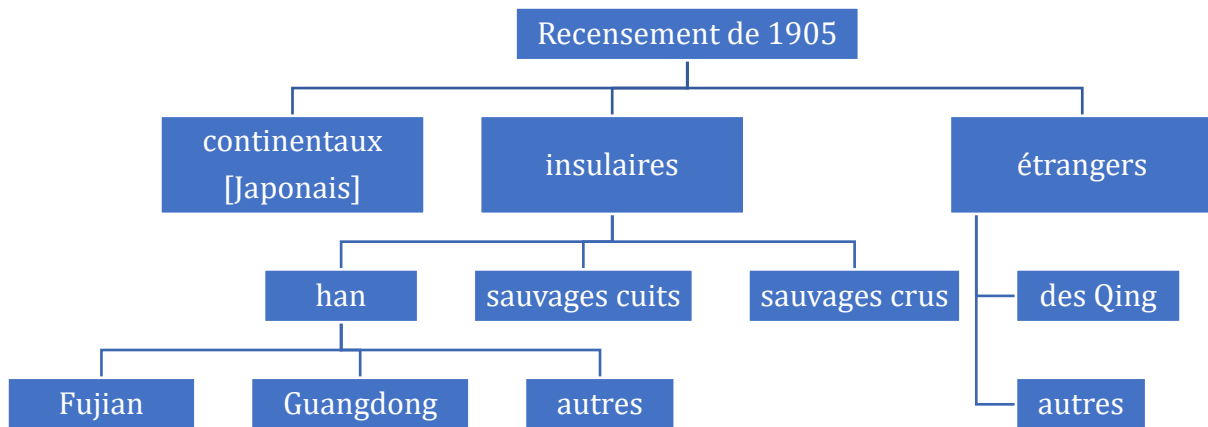 Recensement de 1905
continentaux
[Japonais]
insulaires
étrangers
han
sauvages cuits
sauvages crus
des Qing
Fujian
Guangdong
autres
autres